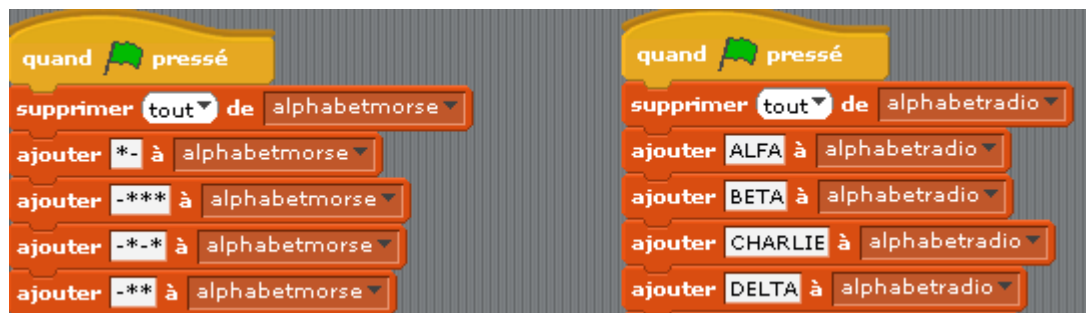 quand pressé
supprimer tout de alphabetmorse
ajouter *- à alphabetmorse
ajouter -*** à alphabetmorse
ajouter -*-* à alphabetmorse
ajouter -** à alphabetmorse
quand pressé
supprimer tout de alphabetradio
ajouter ALFA à alphabetradio
ajouter BETA à alphabetradio
ajouter CHARLIE à alphabetradio
ajouter DELTA à alphabetradio